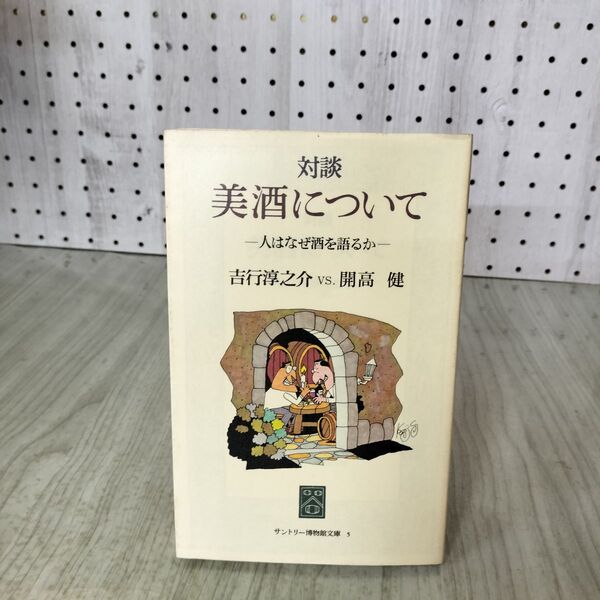 対談
美酒について
―人はなぜ酒を語るか―
吉行淳之介 VS. 開高 健
サントリー博物館文庫 5